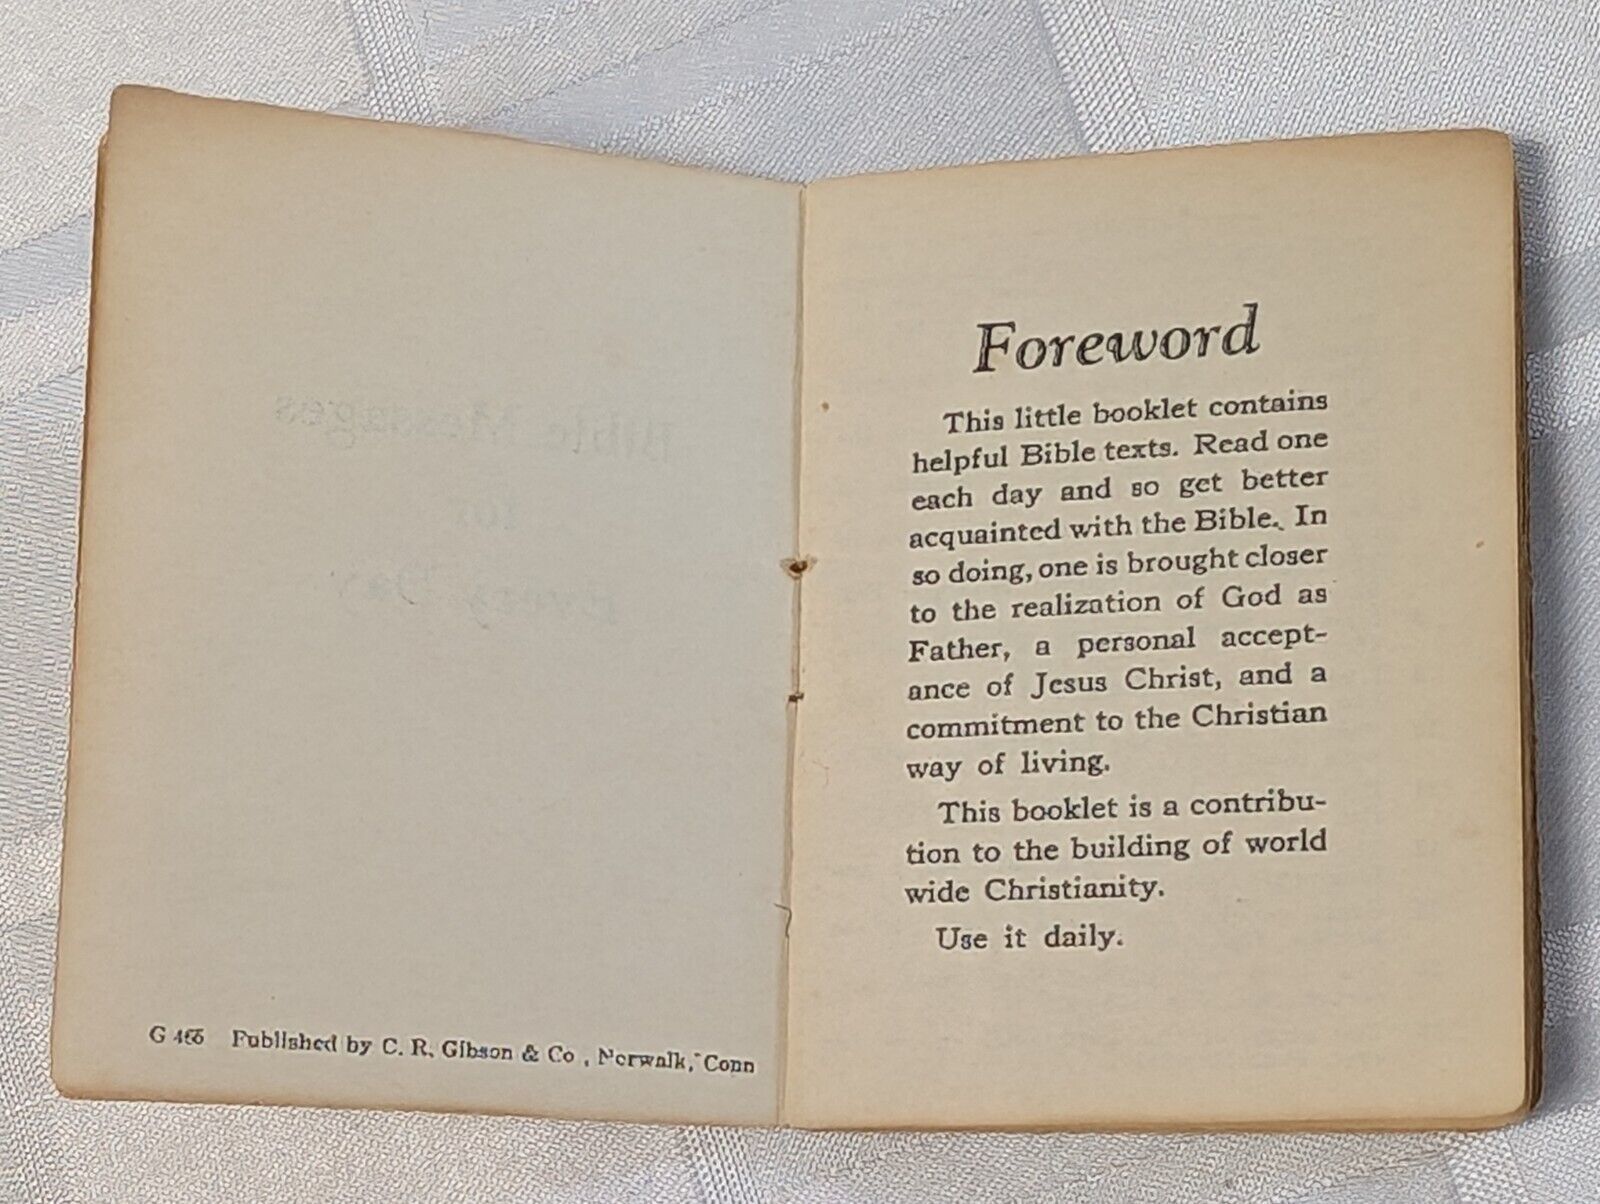 G 466 Published by C. R. Gibson & Co., Norwalk, Conn
Foreword
This little booklet contains
helpful Bible texts. Read one
each day and so get better
acquainted with the Bible. In
so doing, one is brought closer
to the realization of God as
Father, a personal accept-
ance of Jesus Christ, and a
commitment to the Christian
way of living.
This booklet is a contribu-
tion to the building of world
wide Christianity.
Use it daily.